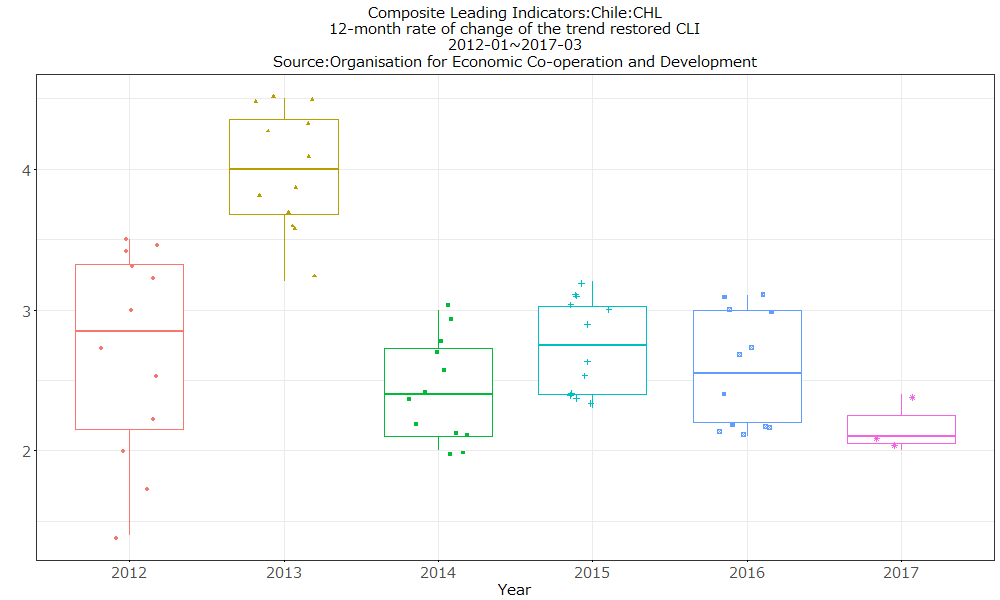 Composite Leading Indicators:Chile:CHL
12-month rate of change of the trend restored CLI
2012-01~2017-03
Source:Organisation for Economic Co-operation and Development
4
3
2
2012 2013 2014 2015 2016 2017
Year